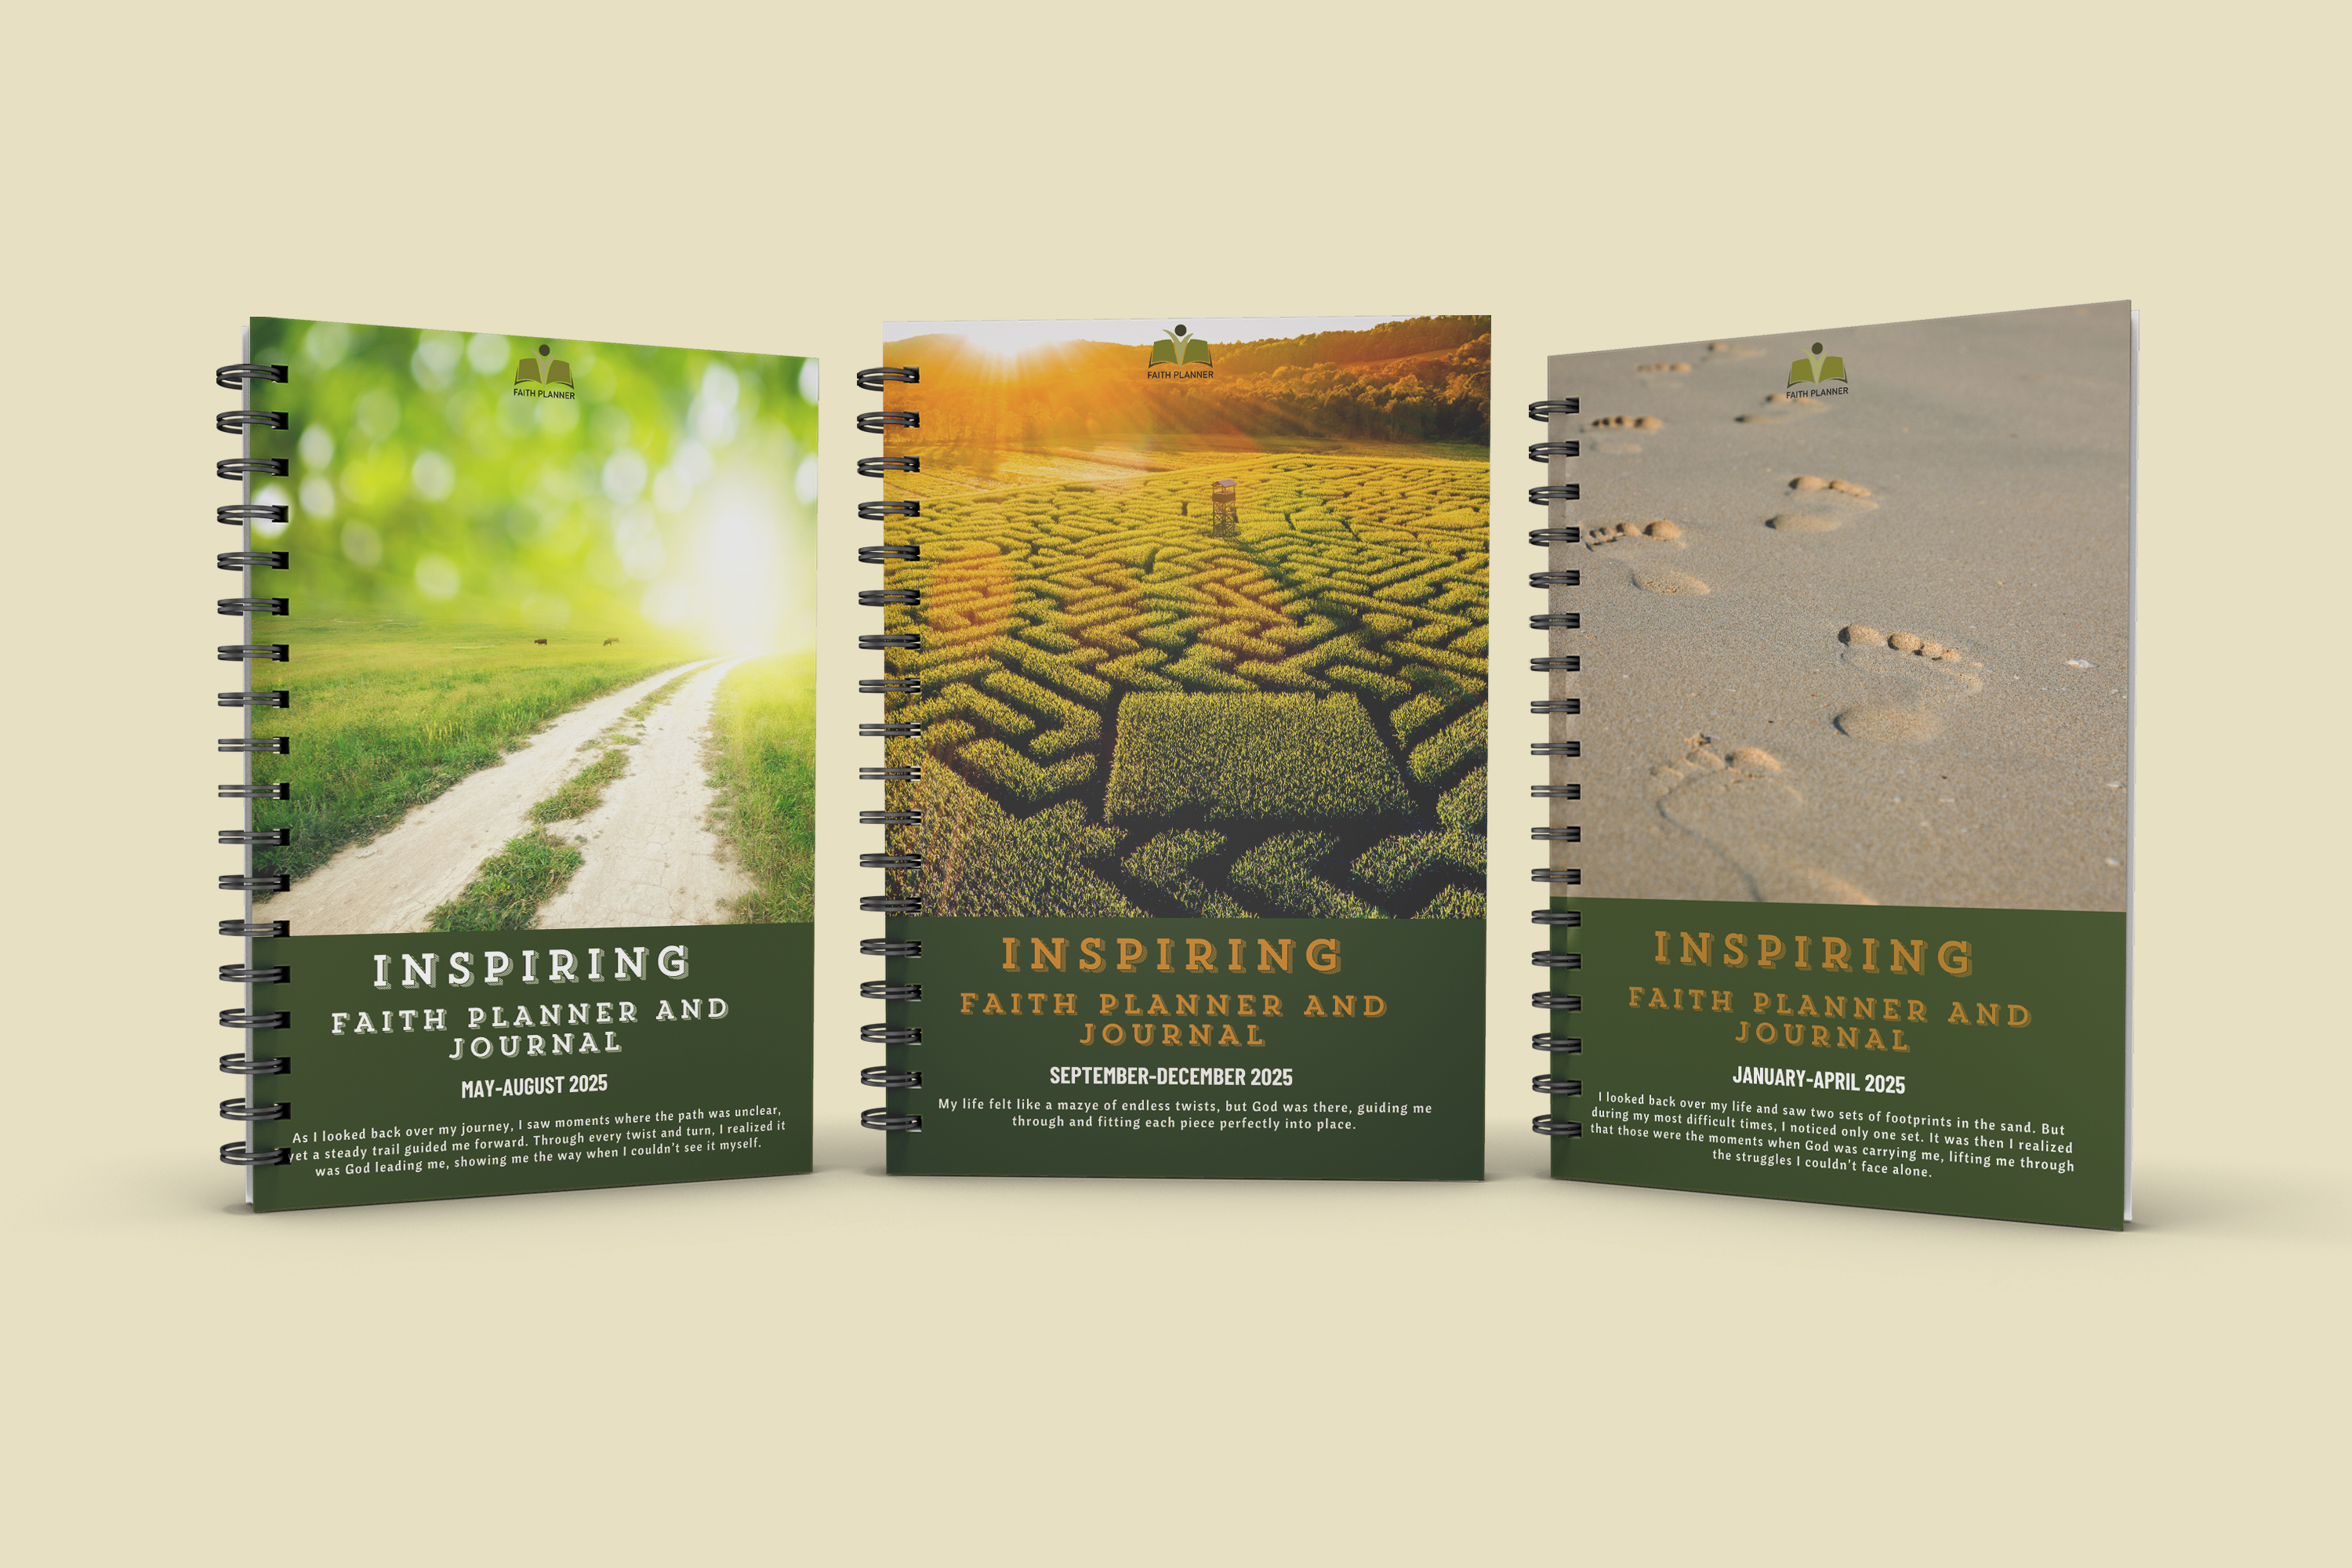 FAITH PLANNER
INSPIRING
FAITH PLANNER AND
JOURNAL
MAY-AUGUST 2025
As I looked back over my journey, I saw moments where the path was unclear,
yet a steady trail guided me forward. Through every twist and turn, I realized it
was God leading me, showing me the way when I couldn't see it myself.
FAITH PLANNER
INSPIRING
FAITH PLANNER AND
JOURNAL
SEPTEMBER-DECEMBER 2025
My life felt like a mazye of endless twists, but God was there, guiding me
through and fitting each piece perfectly into place.
FAITH PLANNER
INSPIRING
FAITH PLANNER AND
JOURNAL
JANUARY-APRIL 2025
I looked back over my life and saw two sets of footprints in the sand. But
during my most difficult times, I noticed only one set. It was then I realized
that those were the moments when God was carrying me, lifting me through
the struggles I couldn't face alone.